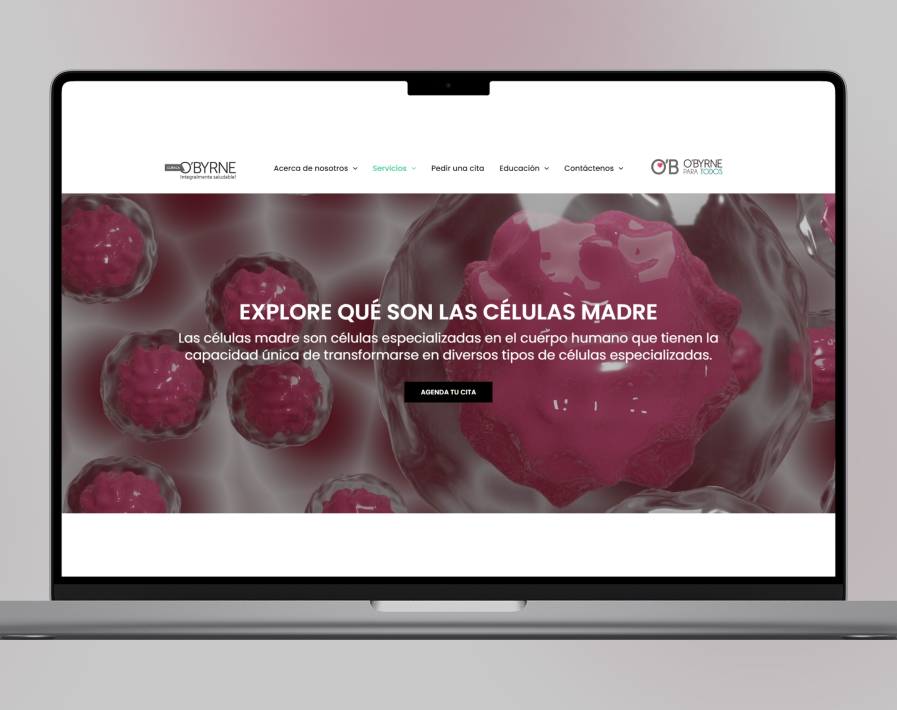 CLÍNICA O'BYRNE
Integralmente saludable!
Acerca de nosotros
Servicios
Pedir una cita
Educación
Contáctenos
O'B O'BYRNE
PARA TODOS
EXPLORE QUÉ SON LAS CÉLULAS MADRE
Las células madre son células especializadas en el cuerpo humano que tienen la
capacidad única de transformarse en diversos tipos de células especializadas.
AGENDA TU CITA